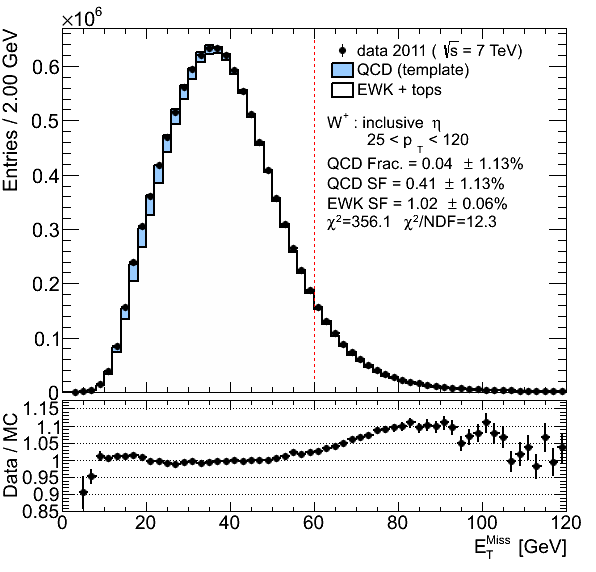 ×10⁶
Entries / 2.00 GeV
0.6
0.5
0.4
0.3
0.2
0.1
0
data 2011 ( √s = 7 TeV)
QCD (template)
EWK + tops
W⁺ : inclusive η
25 < p_T < 120
QCD Frac. = 0.04 ± 1.13%
QCD SF = 0.41 ± 1.13%
EWK SF = 1.02 ± 0.06%
χ²=356.1 χ²/NDF=12.3
Data / MC
1.15
1.1
1.05
1
0.95
0.9
0.85
0 20 40 60 80 100 120
E_T^Miss [GeV]